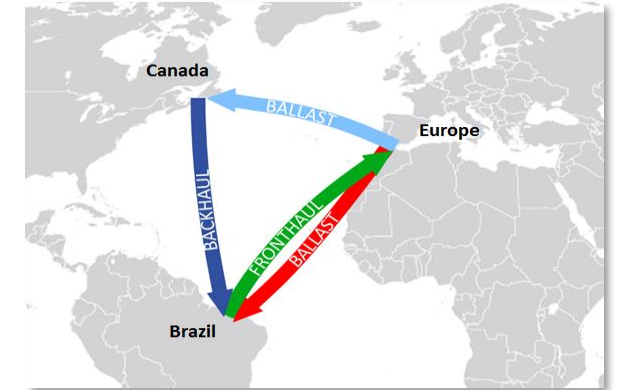 Canada
BALLAST
Europe
BACKHAUL
FRONTHAUL
BALLAST
Brazil